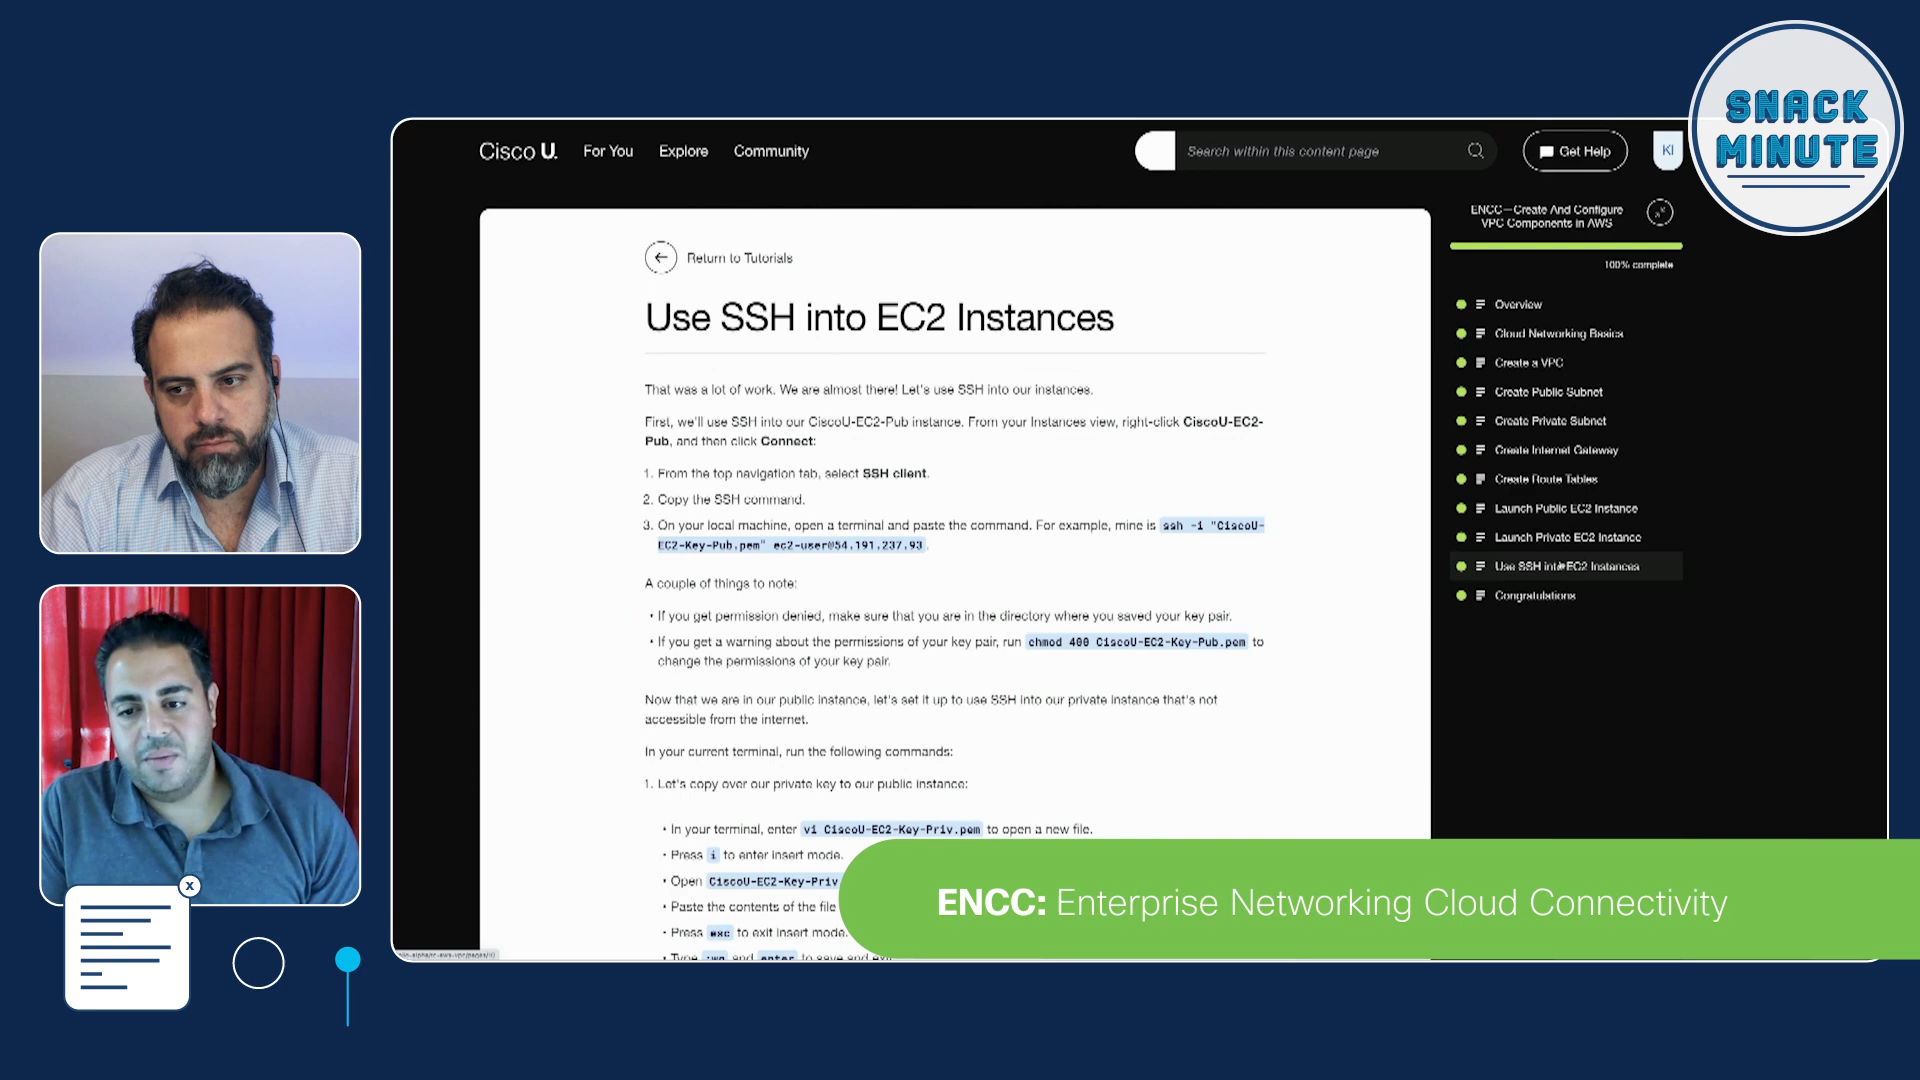 SNACK
MINUTE
Cisco U.
For You
Explore
Community
Search within this content page
Get Help
KI
Return to Tutorials
Use SSH into EC2 Instances
That was a lot of work. We are almost there! Let's use SSH into our instances.
First, we'll use SSH into our CiscoU-EC2-Pub instance. From your Instances view, right-click CiscoU-EC2-
Pub, and then click Connect:
1. From the top navigation tab, select SSH client.
2. Copy the SSH command.
3. On your local machine, open a terminal and paste the command. For example, mine is ssh -i "CiscoU-
EC2-Key-Pub.pem" ec2-user@54.191.237.93.
A couple of things to note:
• If you get permission denied, make sure that you are in the directory where you saved your key pair.
• If you get a warning about the permissions of your key pair, run chmod 400 CiscoU-EC2-Key-Pub.pem to
change the permissions of your key pair.
Now that we are in our public instance, let's set it up to use SSH into our private instance that's not
accessible from the internet.
In your current terminal, run the following commands:
1. Let's copy over our private key to our public instance:
• In your terminal, enter vi CiscoU-EC2-Key-Priv.pem to open a new file.
• Press i to enter insert mode.
• Open CiscoU-EC2-Key-Priv
• Paste the contents of the file
• Press esc to exit insert mode.
• Type :wq and enter to save and exit
ENCC—Create And Configure
VPC Components in AWS
100% complete
Overview
Cloud Networking Basics
Create a VPC
Create Public Subnet
Create Private Subnet
Create Internet Gateway
Create Route Tables
Launch Public EC2 Instance
Launch Private EC2 Instance
Use SSH into EC2 Instances
Congratulations
ENCC: Enterprise Networking Cloud Connectivity
x